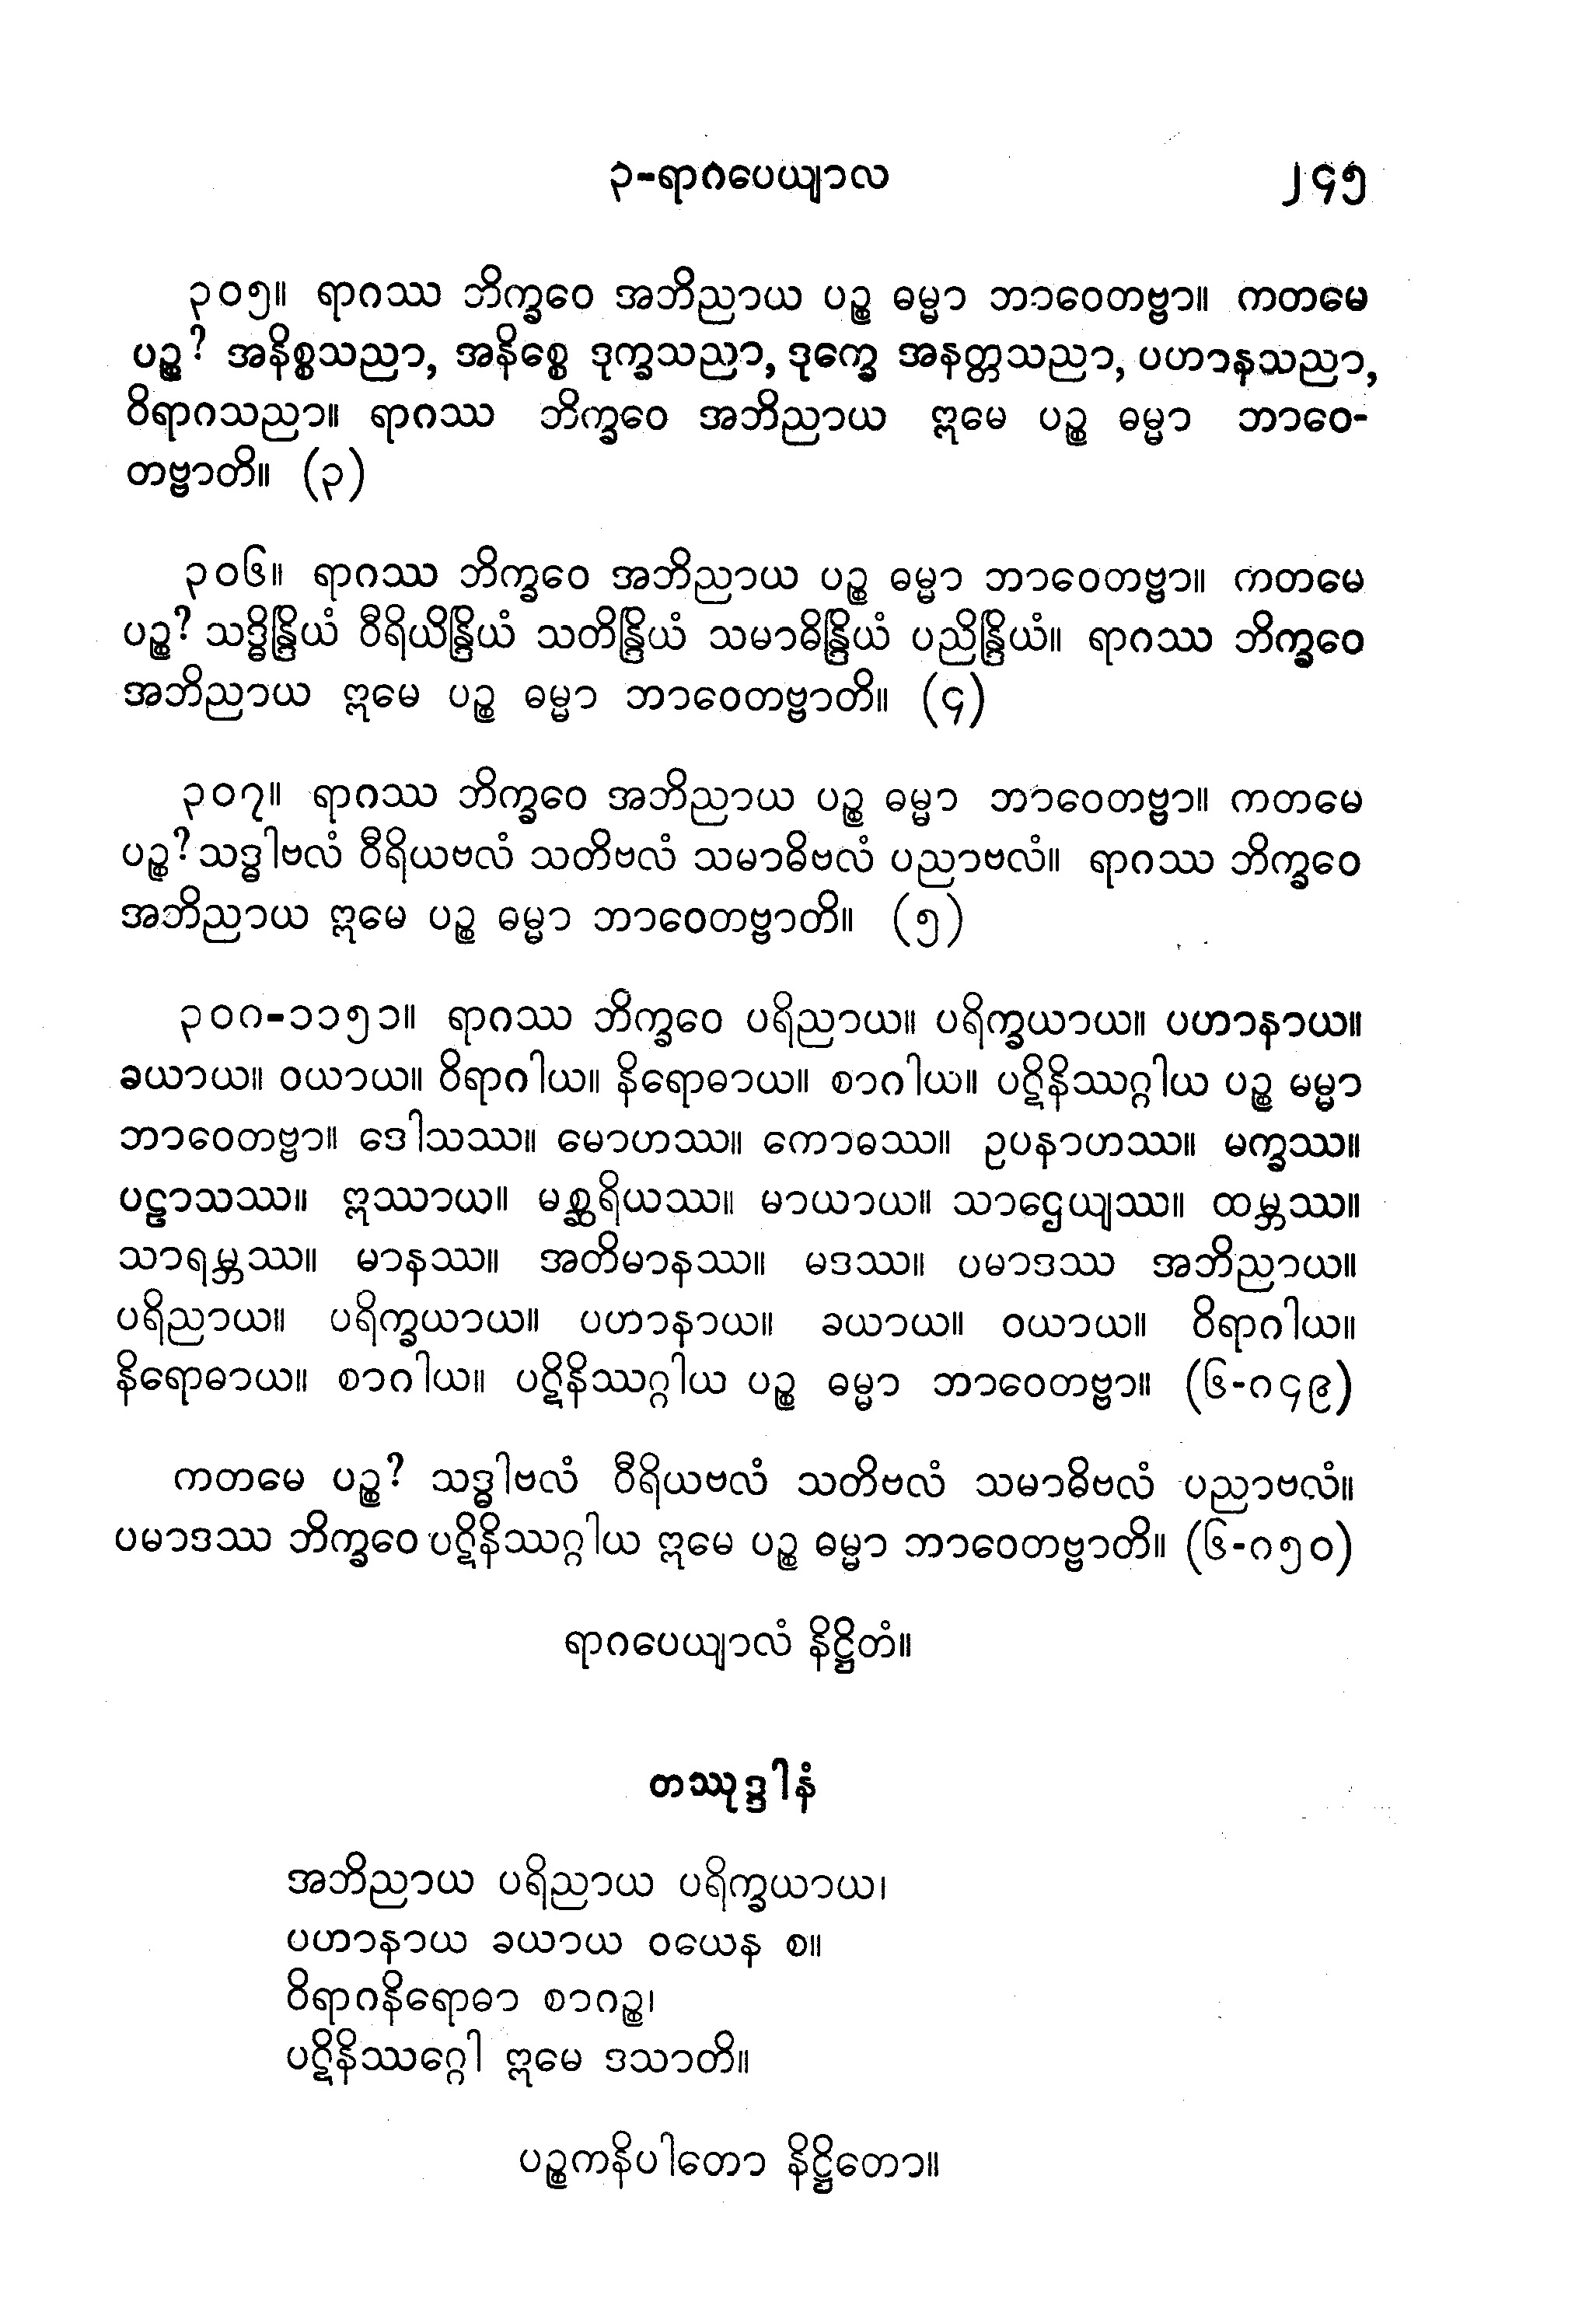 ၃-ရာဂပေယျာလ ၂၄၅
၃၀၅။ ရာဂဿ ဘိက္ခဝေ အဘိညာယ ပဉ္စ ဓမ္မာ ဘာဝေတဗ္ဗာ။ ကတမေ
ပဉ္စ? အနိစ္စသညာ, အနိစ္စေ ဒုက္ခသညာ, ဒုက္ခေ အနတ္တသညာ, ပဟာနသညာ,
ဝိရာဂသညာ။ ရာဂဿ ဘိက္ခဝေ အဘိညာယ ဣမေ ပဉ္စ ဓမ္မာ ဘာဝေ-
တဗ္ဗာတိ။ (၃)
၃၀၆။ ရာဂဿ ဘိက္ခဝေ အဘိညာယ ပဉ္စ ဓမ္မာ ဘာဝေတဗ္ဗာ။ ကတမေ
ပဉ္စ? သဒ္ဓိန္ဒြိယံ ဝီရိယိန္ဒြိယံ သတိန္ဒြိယံ သမာဓိန္ဒြိယံ ပညိန္ဒြိယံ။ ရာဂဿ ဘိက္ခဝေ
အဘိညာယ ဣမေ ပဉ္စ ဓမ္မာ ဘာဝေတဗ္ဗာတိ။ (၄)
၃၀၇။ ရာဂဿ ဘိက္ခဝေ အဘိညာယ ပဉ္စ ဓမ္မာ ဘာဝေတဗ္ဗာ။ ကတမေ
ပဉ္စ? သဒ္ဓါဗလံ ဝီရိယဗလံ သတိဗလံ သမာဓိဗလံ ပညာဗလံ။ ရာဂဿ ဘိက္ခဝေ
အဘိညာယ ဣမေ ပဉ္စ ဓမ္မာ ဘာဝေတဗ္ဗာတိ။ (၅)
၃၀၈-၁၁၅၁။ ရာဂဿ ဘိက္ခဝေ ပရိညာယ။ ပရိက္ခယာယ။ ပဟာနာယ။
ခယာယ။ ဝယာယ။ ဝိရာဂါယ။ နိရောဓာယ။ စာဂါယ။ ပဋိနိဿဂ္ဂါယ ပဉ္စ ဓမ္မာ
ဘာဝေတဗ္ဗာ။ ဒေါသဿ။ မောဟဿ။ ကောဓဿ။ ဥပနာဟဿ။ မက္ခဿ။
ပဠာသဿ။ ဣဿာယ။ မစ္ဆရိယဿ။ မာယာယ။ သာဌေယျဿ။ ထမ္ဘဿ။
သာရမ္ဘဿ။ မာနဿ။ အတိမာနဿ။ မဒဿ။ ပမာဒဿ အဘိညာယ။
ပရိညာယ။ ပရိက္ခယာယ။ ပဟာနာယ။ ခယာယ။ ဝယာယ။ ဝိရာဂါယ။
နိရောဓာယ။ စာဂါယ။ ပဋိနိဿဂ္ဂါယ ပဉ္စ ဓမ္မာ ဘာဝေတဗ္ဗာ။ (၆-၈၄၉)
ကတမေ ပဉ္စ? သဒ္ဓါဗလံ ဝီရိယဗလံ သတိဗလံ သမာဓိဗလံ ပညာဗလံ။
ပမာဒဿ ဘိက္ခဝေ ပဋိနိဿဂ္ဂါယ ဣမေ ပဉ္စ ဓမ္မာ ဘာဝေတဗ္ဗာတိ။ (၆-၈၅၀)
ရာဂပေယျာလံ နိဋ္ဌိတံ။
တဿုဒ္ဒါနံ
အဘိညာယ ပရိညာယ ပရိက္ခယာယ၊
ပဟာနာယ ခယာယ ဝယေန စ။
ဝိရာဂနိရောဓာ စာဂဉ္စ၊
ပဋိနိဿဂ္ဂေါ ဣမေ ဒသာတိ။
ပဉ္စကနိပါတော နိဋ္ဌိတော။